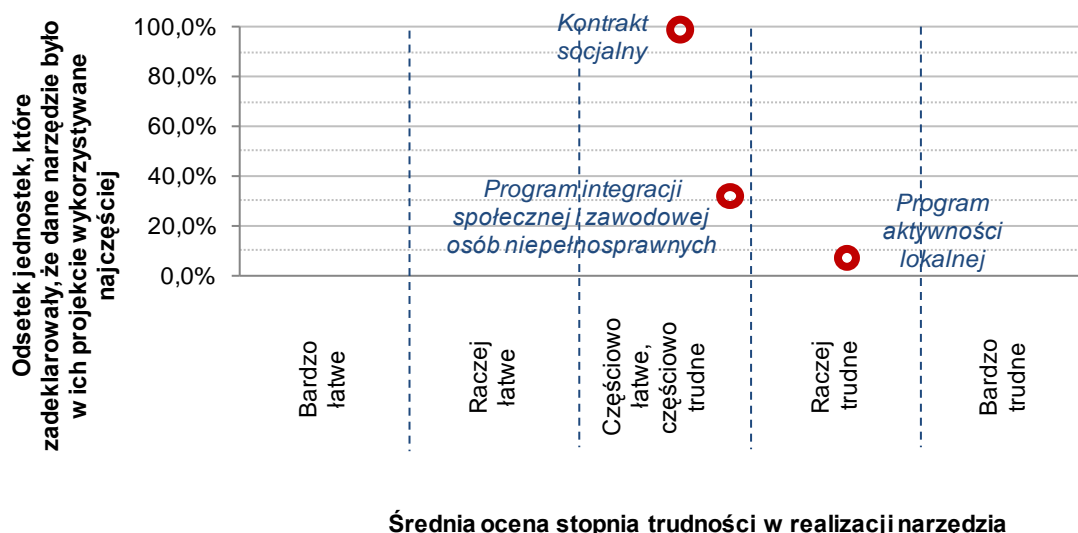 Odsetek jednostek, które
zadeklarowały, że dane narzędzie było
w ich projekcie wykorzystywane
najczęściej
100,0%
80,0%
60,0%
40,0%
20,0%
0,0%
Kontrakt
socjalny
Program integracji
społecznej I zawodowej
osób niepełnosprawnych
Program
aktywności
lokalnej
Bardzo
łatwe
Raczej
łatwe
Częściowo
łatwe,
częściowo
trudne
Raczej
trudne
Bardzo
trudne
Średnia ocena stopnia trudności w realizacji narzędzia